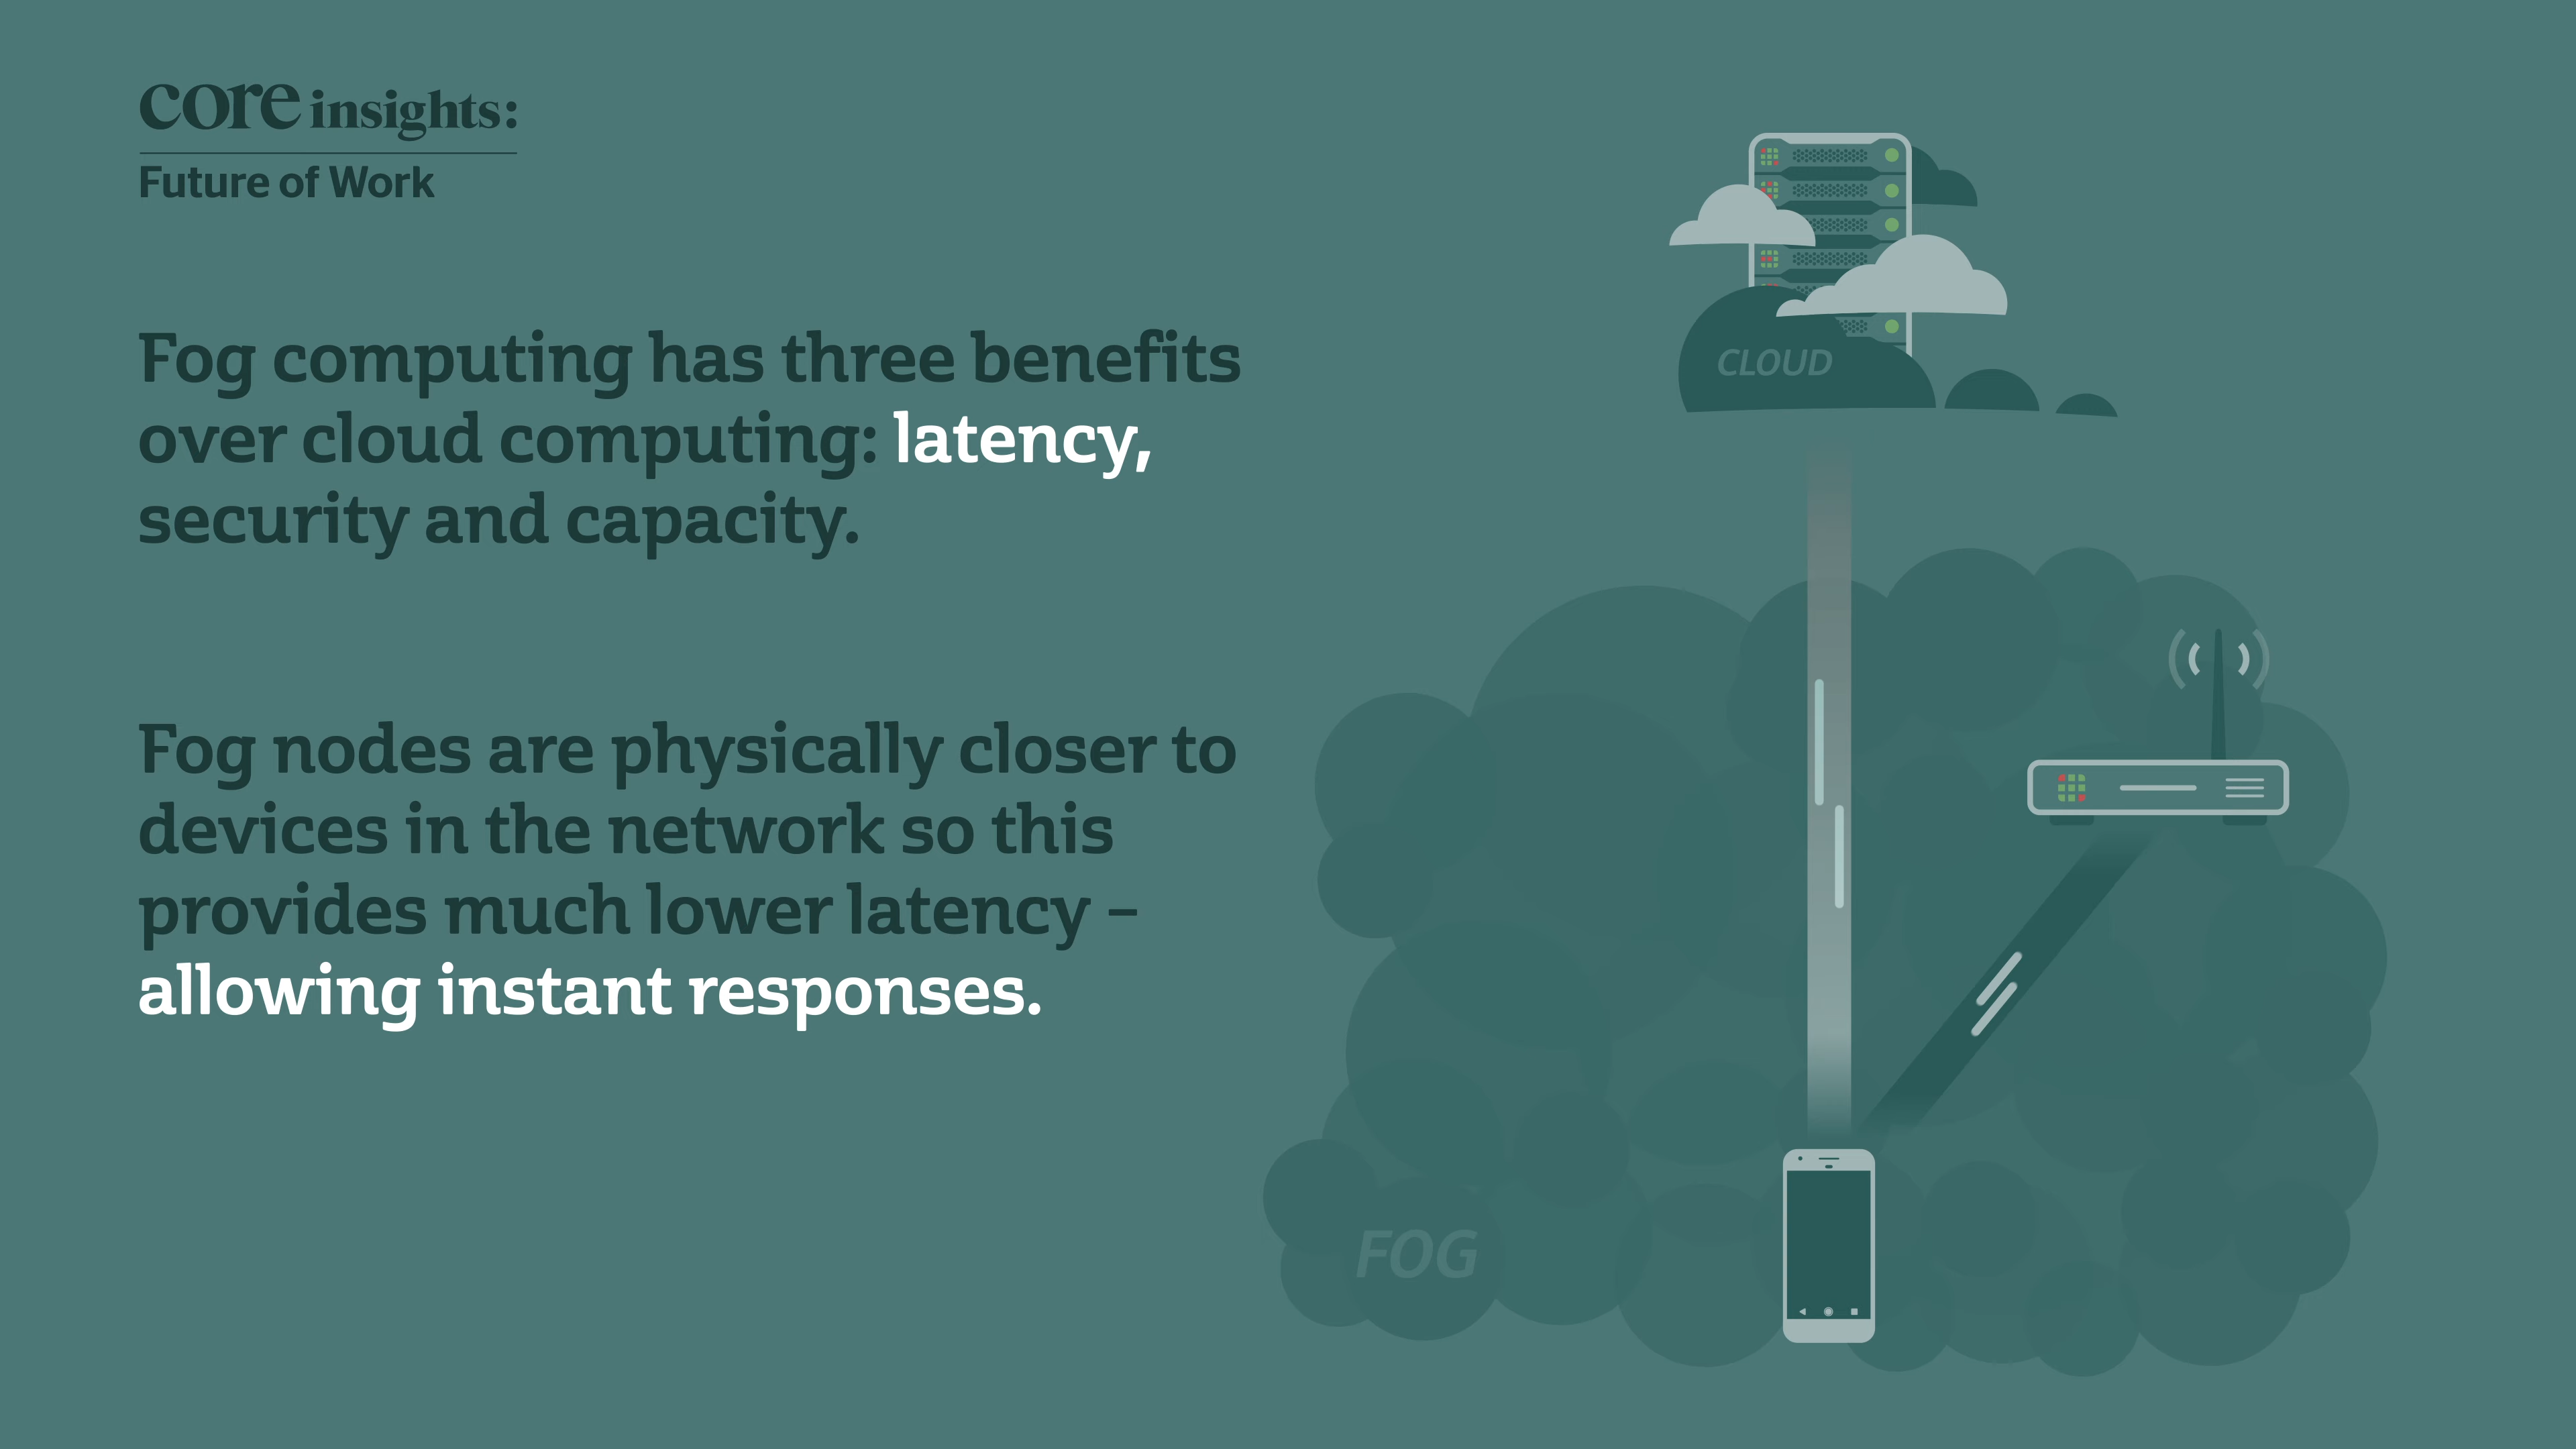 core insights:
Future of Work
Fog computing has three benefits
over cloud computing: latency,
security and capacity.
Fog nodes are physically closer to
devices in the network so this
provides much lower latency –
allowing instant responses.
CLOUD
FOG